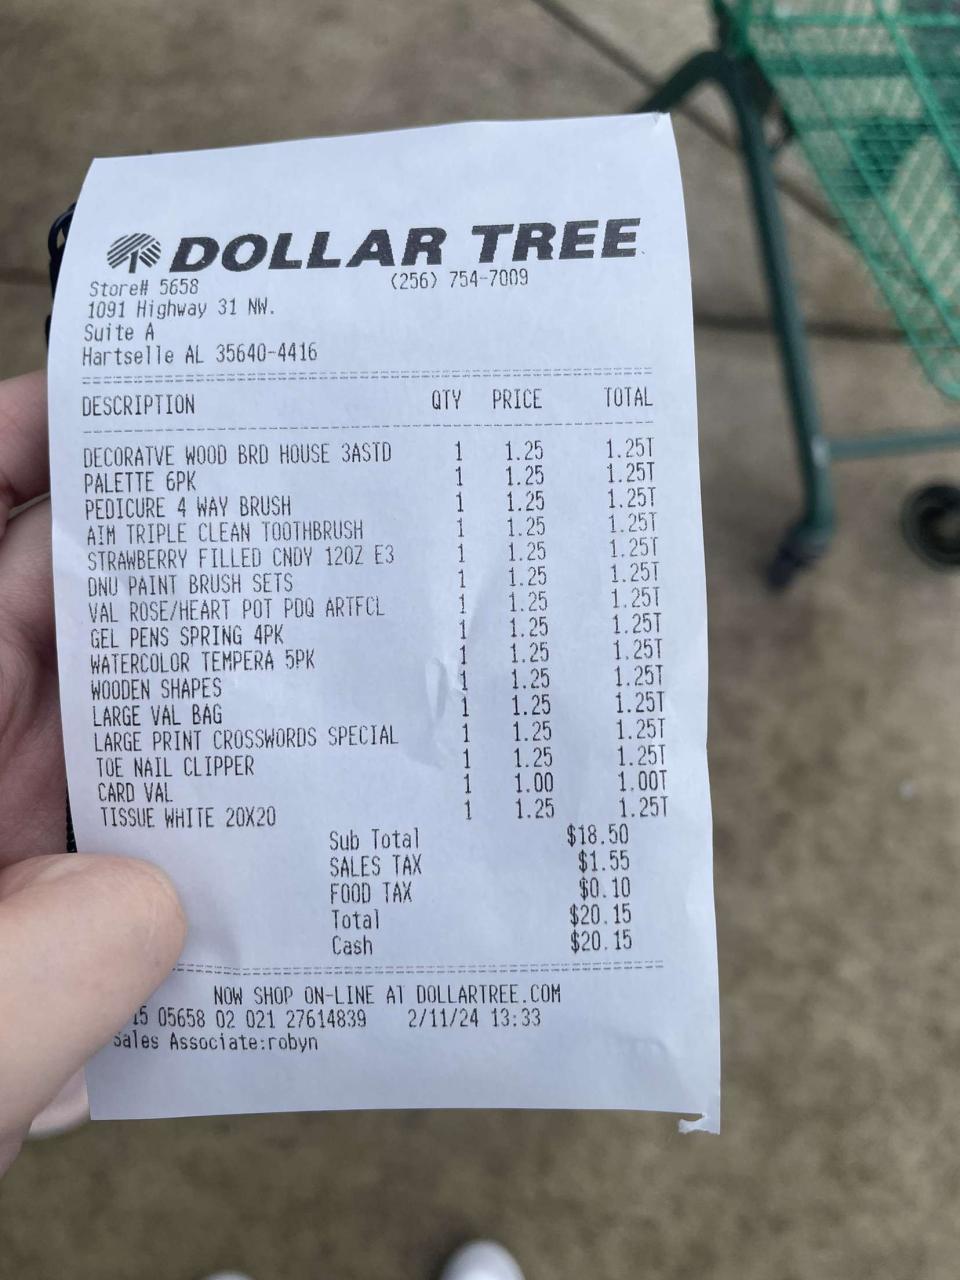 DOLLAR TREE
Store# 5658 (256) 754-7009
1091 Highway 31 NW.
Suite A
Hartselle AL 35640-4416
DESCRIPTION QTY PRICE TOTAL
DECORATVE WOOD BRD HOUSE 3ASTD 1 1.25 1.25T
PALETTE 6PK 1 1.25 1.25T
PEDICURE 4 WAY BRUSH 1 1.25 1.25T
AIM TRIPLE CLEAN TOOTHBRUSH 1 1.25 1.25T
STRAWBERRY FILLED CNDY 12OZ E3 1 1.25 1.25T
DNU PAINT BRUSH SETS 1 1.25 1.25T
VAL ROSE/HEART POT PDQ ARTFCL 1 1.25 1.25T
GEL PENS SPRING 4PK 1 1.25 1.25T
WATERCOLOR TEMPERA 5PK 1 1.25 1.25T
WOODEN SHAPES 1 1.25 1.25T
LARGE VAL BAG 1 1.25 1.25T
LARGE PRINT CROSSWORDS SPECIAL 1 1.25 1.25T
TOE NAIL CLIPPER 1 1.25 1.25T
CARD VAL 1 1.00 1.00T
TISSUE WHITE 20X20 1 1.25 1.25T
Sub Total $18.50
SALES TAX $1.55
FOOD TAX $0.10
Total $20.15
Cash $20.15
NOW SHOP ON-LINE AT DOLLARTREE.COM
15 05658 02 021 27614839 2/11/24 13:33
Sales Associate:robyn